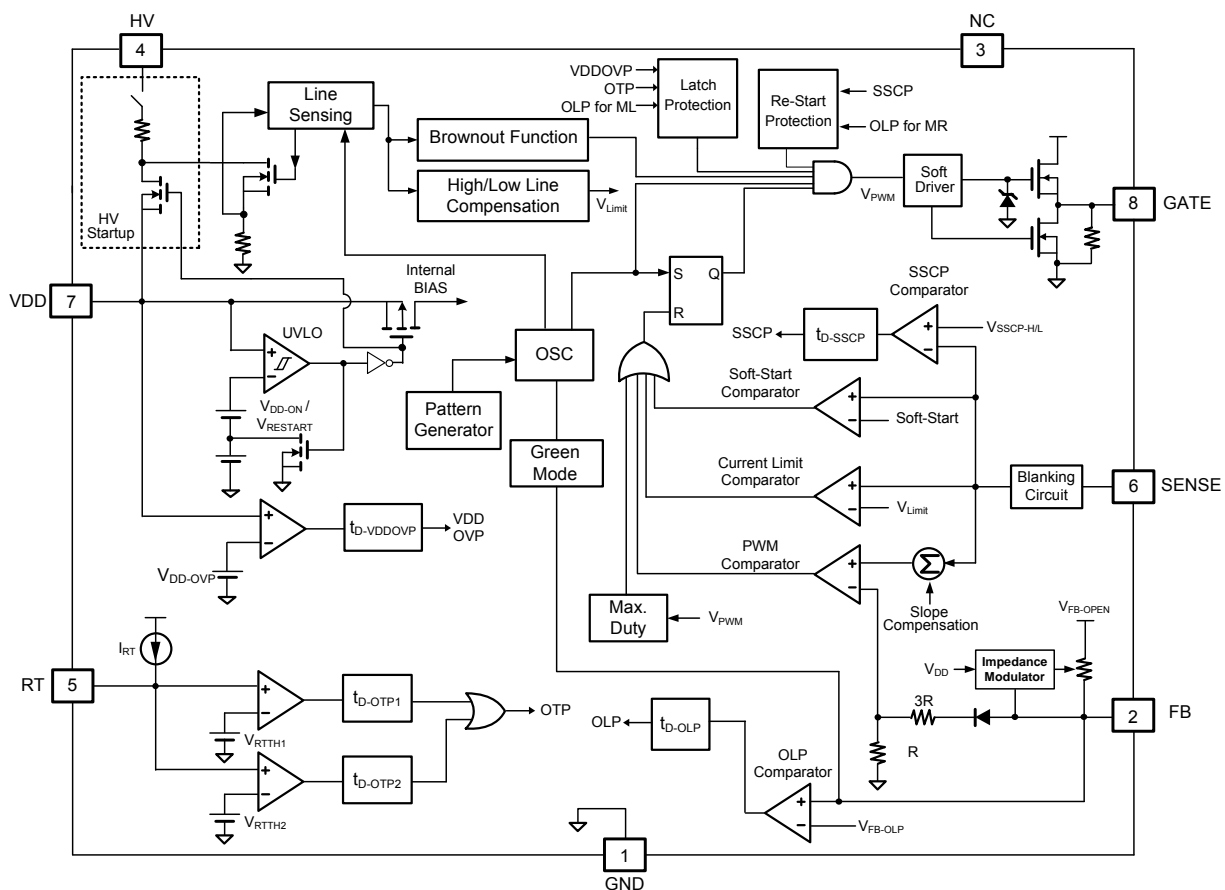 HV
4
NC
3
VDDOVP
OTP
OLP for ML
Latch
Protection
Re-Start
Protection
SSCP
OLP for MR
Line
Sensing
Brownout Function
High/Low Line
Compensation
VLimit
HV
Startup
VPWM
Soft
Driver
8
GATE
S
Q
R
VDD
7
Internal
BIAS
UVLO
+
−
VDD-ON /
VRESTART
OSC
Pattern
Generator
Green
Mode
SSCP
Comparator
SSCP
tD-SSCP
+
−
VSSCP-H/L
Soft-Start
Comparator
+
−
Soft-Start
Current Limit
Comparator
+
−
VLimit
Blanking
Circuit
6
SENSE
+
−
tD-VDDOVP
VDD
OVP
VDD-OVP
PWM
Comparator
+
−
Σ
Slope
Compensation
Max.
Duty
VPWM
VFB-OPEN
VDD
Impedance
Modulator
IRT
RT
5
+
−
tD-OTP1
VRTTH1
OTP
+
−
tD-OTP2
VRTTH2
3R
R
2
FB
OLP
tD-OLP
OLP
Comparator
+
−
VFB-OLP
1
GND